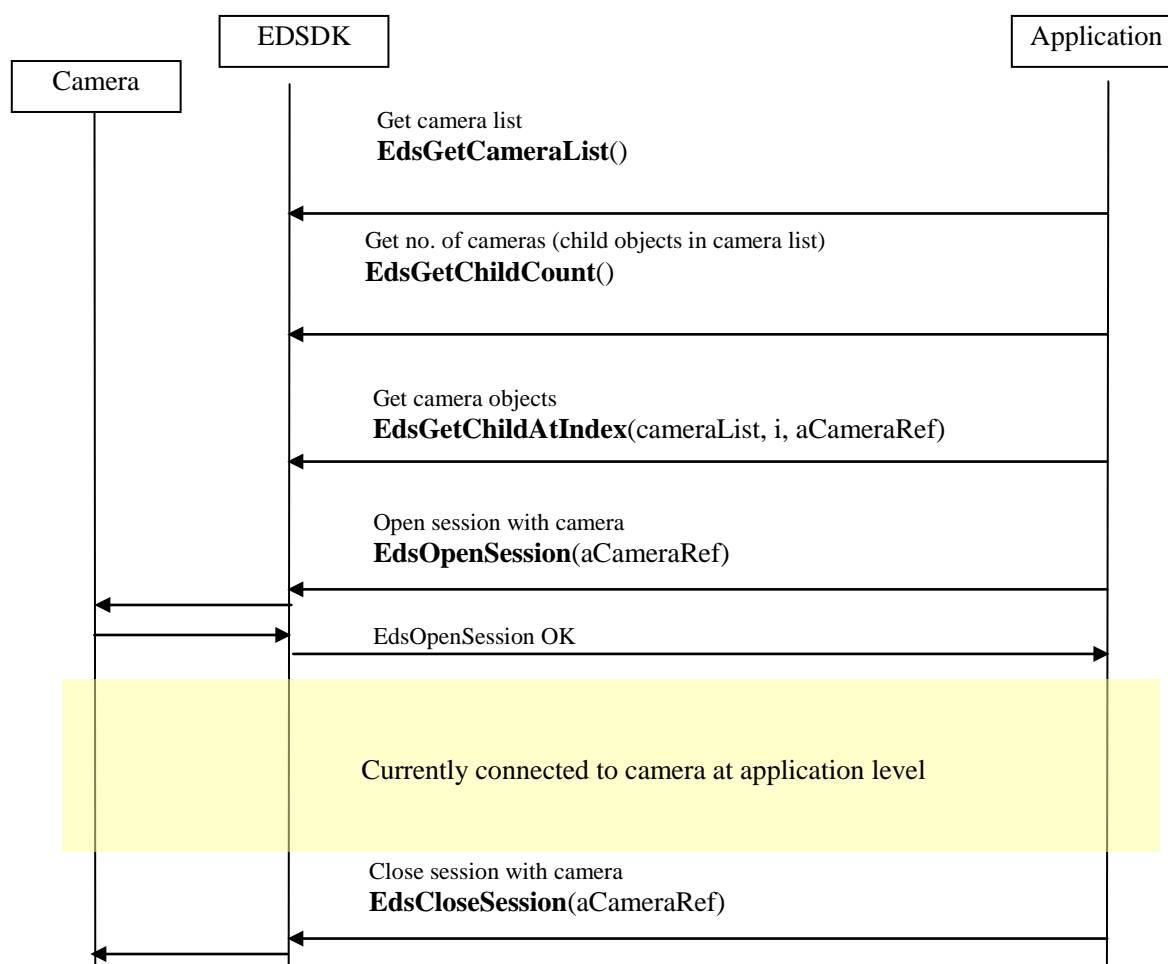 EDSDK
Application
Camera
Get camera list
EdsGetCameraList()
Get no. of cameras (child objects in camera list)
EdsGetChildCount()
Get camera objects
EdsGetChildAtIndex(cameraList, i, aCameraRef)
Open session with camera
EdsOpenSession(aCameraRef)
EdsOpenSession OK
Currently connected to camera at application level
Close session with camera
EdsCloseSession(aCameraRef)